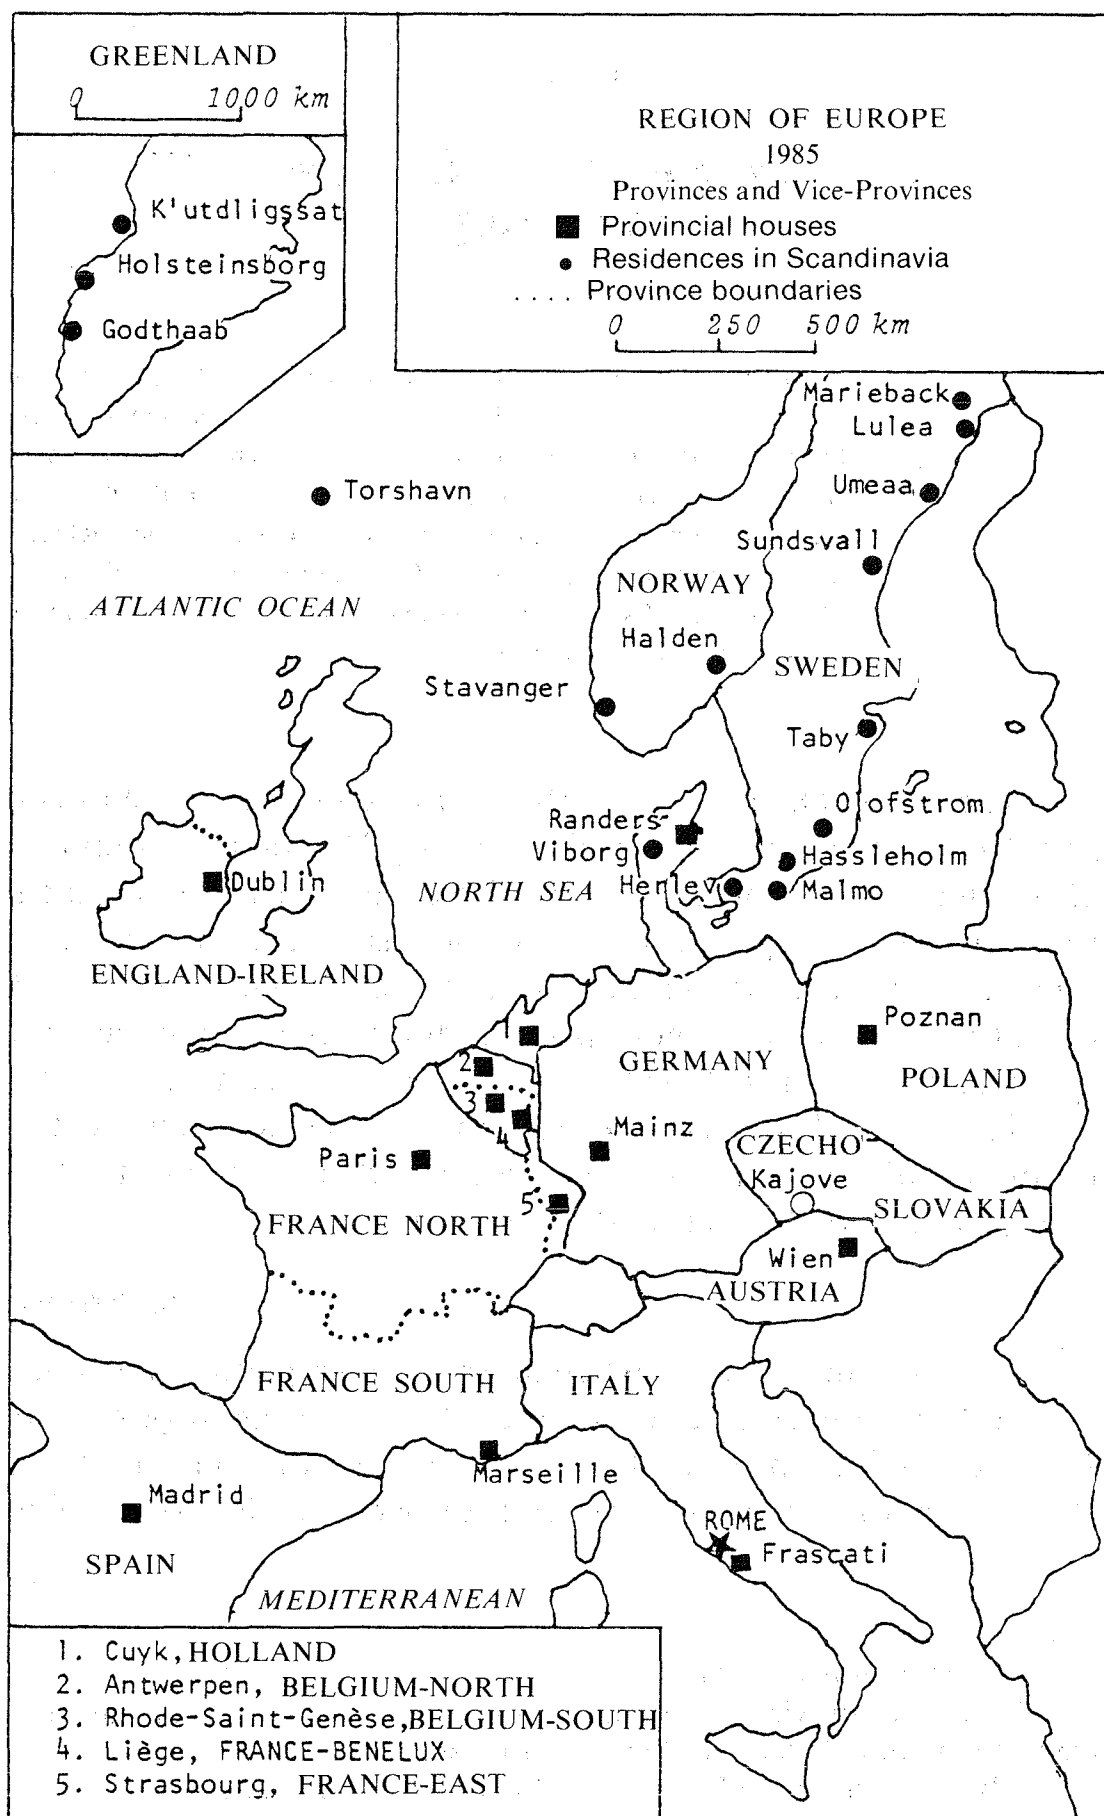 GREENLAND
0 1000 km
K'utdligssat
Holsteinsborg
Godthaab
REGION OF EUROPE
1985
Provinces and Vice-Provinces
Provincial houses
Residences in Scandinavia
.... Province boundaries
0 250 500 km
Marieback
Lulea
Torshavn
Umeaa
Sundsvall
NORWAY
ATLANTIC OCEAN
Halden
SWEDEN
Stavanger
Taby
Olofstrom
Randers
Viborg
Hassleholm
Dublin
NORTH SEA
Herlev
Malmo
ENGLAND-IRELAND
1
Poznan
2
GERMANY
POLAND
3
4
Mainz
CZECHO
Paris
Kajove
5
SLOVAKIA
FRANCE NORTH
Wien
AUSTRIA
FRANCE SOUTH
ITALY
Marseille
Madrid
ROME
Frascati
SPAIN
MEDITERRANEAN
1. Cuyk, HOLLAND
2. Antwerpen, BELGIUM-NORTH
3. Rhode-Saint-Genèse, BELGIUM-SOUTH
4. Liège, FRANCE-BENELUX
5. Strasbourg, FRANCE-EAST